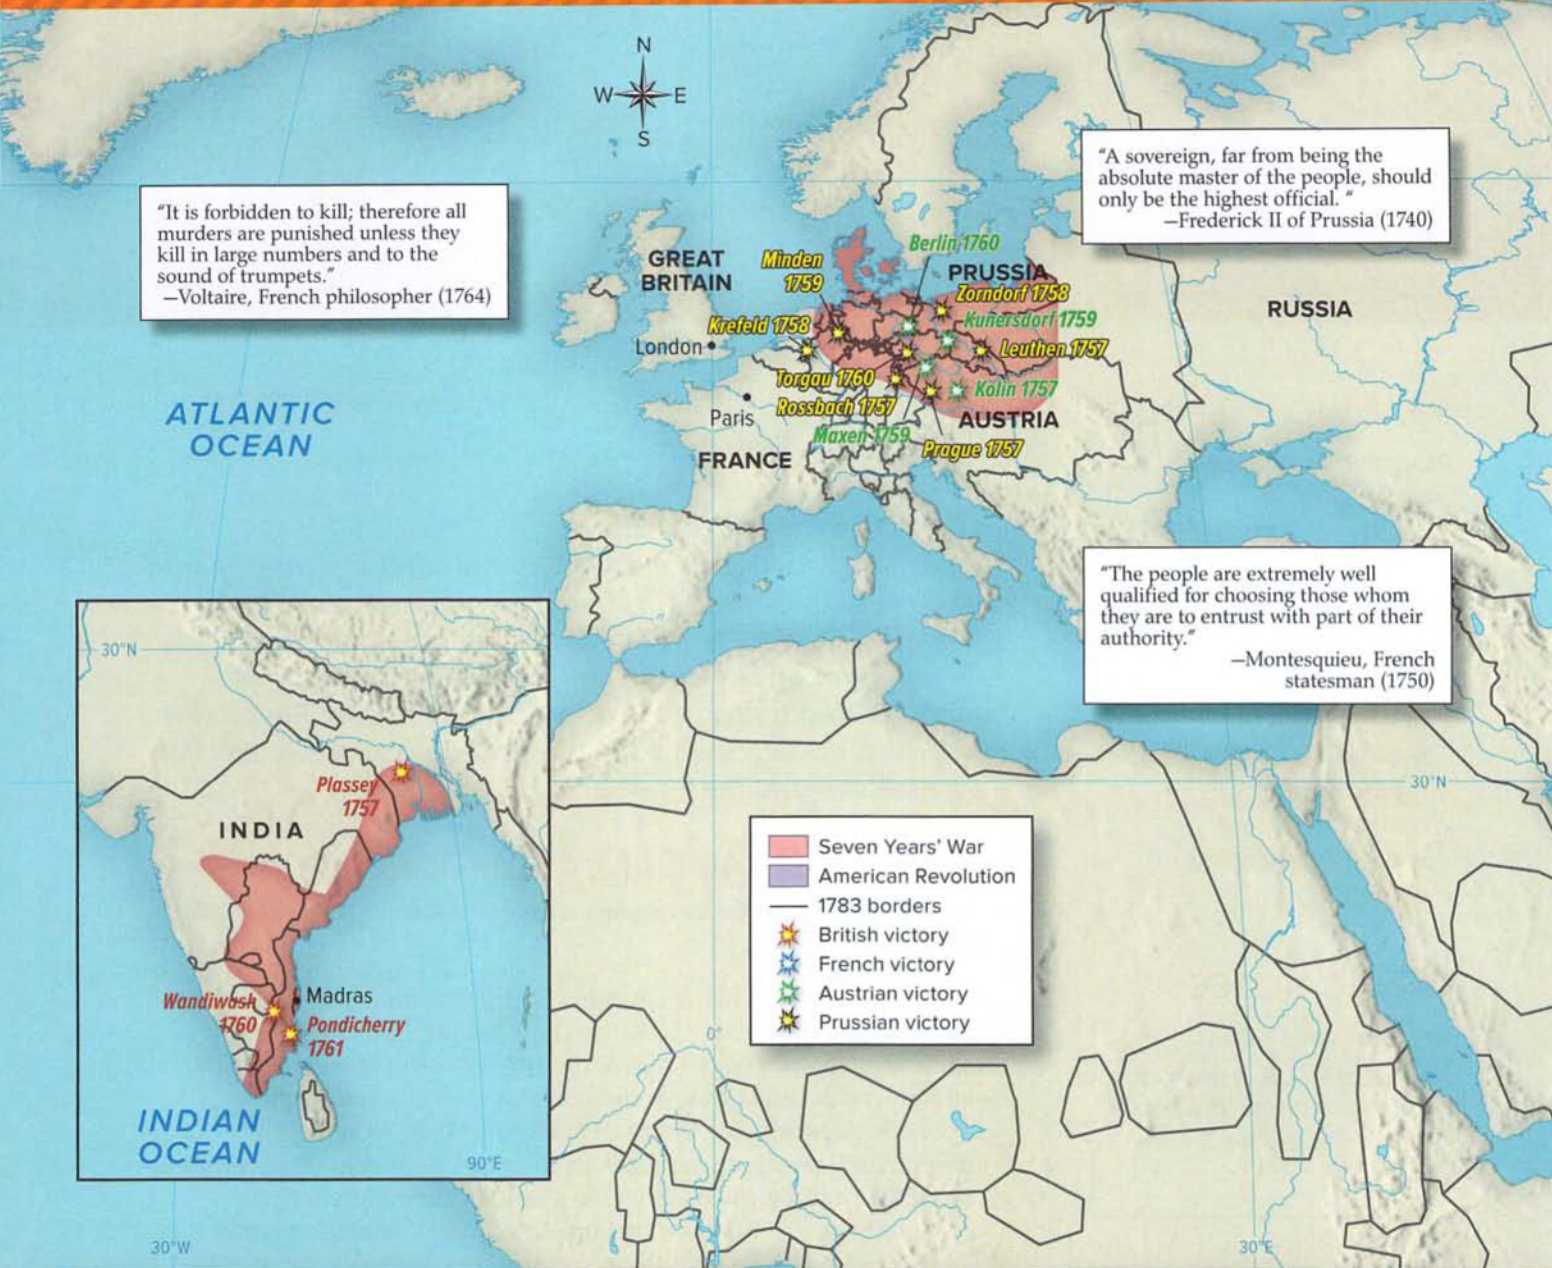 N
W E
S
"It is forbidden to kill; therefore all
murders are punished unless they
kill in large numbers and to the
sound of trumpets."
—Voltaire, French philosopher (1764)
"A sovereign, far from being the
absolute master of the people, should
only be the highest official. "
—Frederick II of Prussia (1740)
GREAT
BRITAIN
Minden
1759
Berlin 1760
PRUSSIA
Zorndorf 1758
Kunersdorf 1759
RUSSIA
Krefeld 1758
London
Leuthen 1757
Torgau 1760
Rossbach 1757
Kolín 1757
Paris
AUSTRIA
Maxen 1759
Prague 1757
FRANCE
ATLANTIC
OCEAN
"The people are extremely well
qualified for choosing those whom
they are to entrust with part of their
authority."
—Montesquieu, French
statesman (1750)
30°N
Plassey
1757
INDIA
Wandiwash
1760
Madras
Pondicherry
1761
INDIAN
OCEAN
90°E
30°N
Seven Years' War
American Revolution
1783 borders
British victory
French victory
Austrian victory
Prussian victory
0°
30°W
30°E